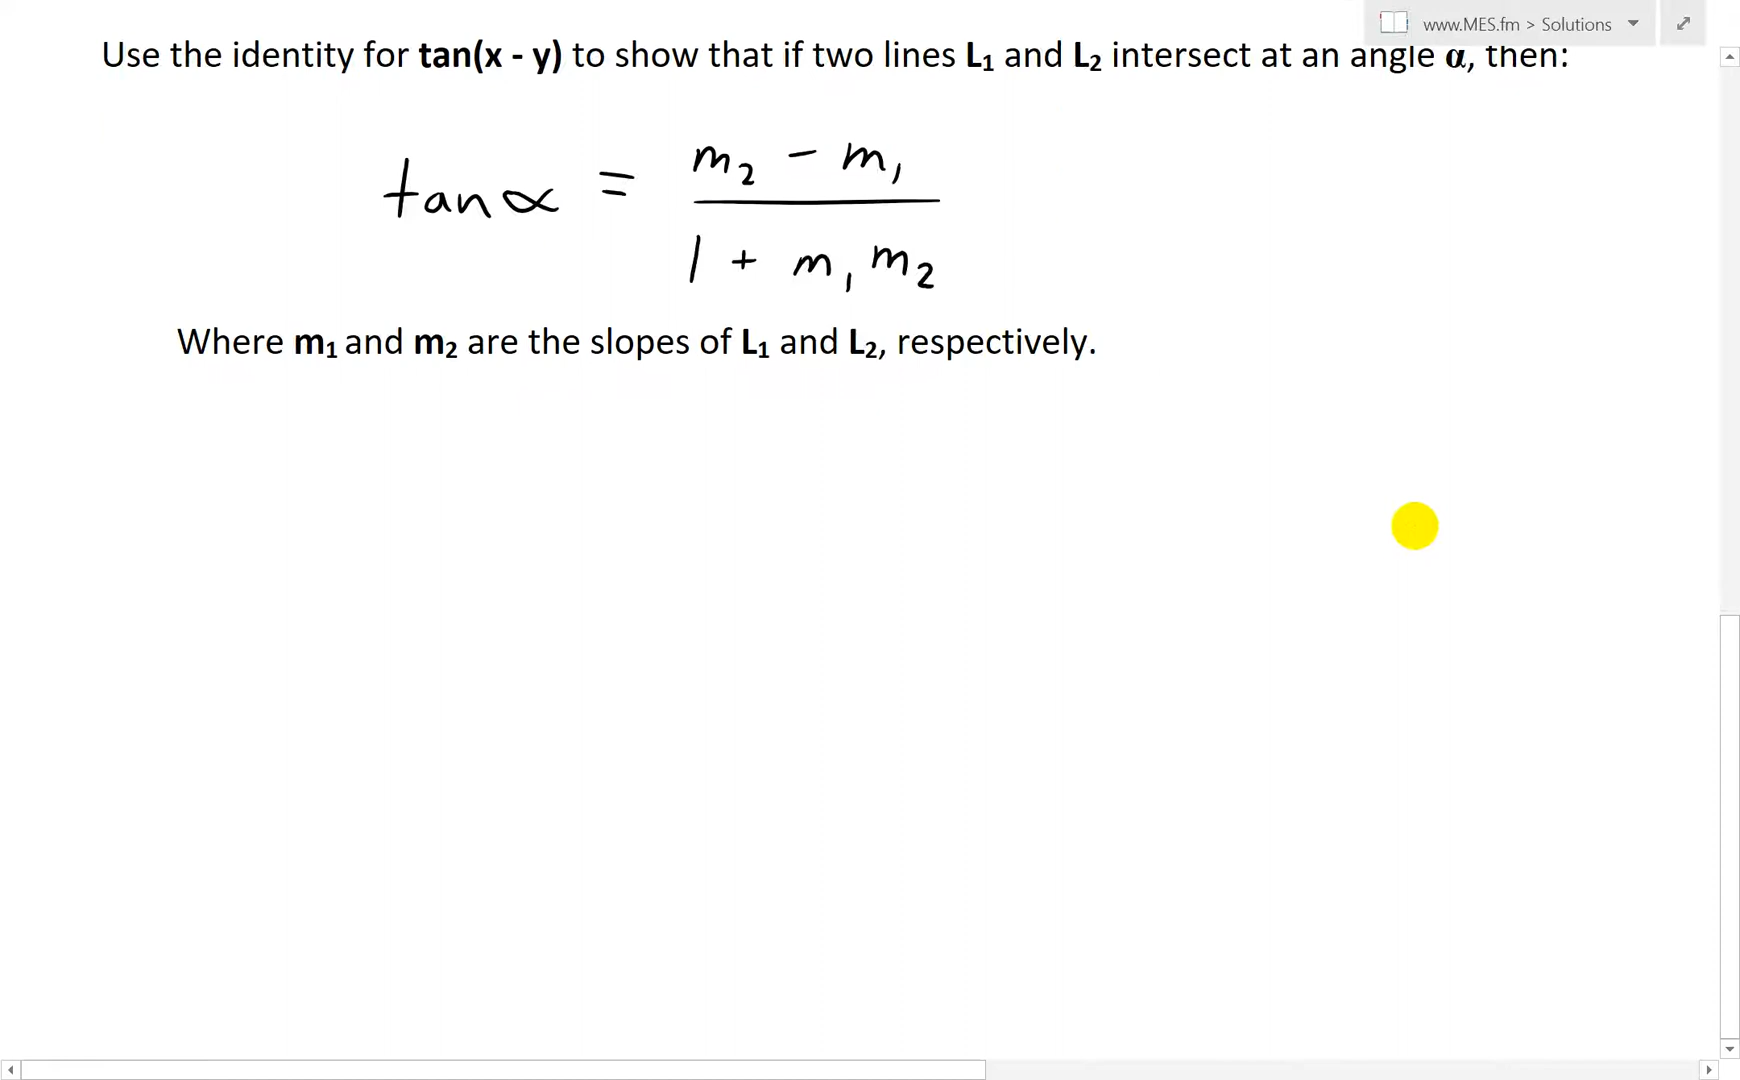 www.MES.fm > Solutions
Use the identity for tan(x - y) to show that if two lines L₁ and L₂ intersect at an angle α, then:
tan α = (m₂ - m₁) / (1 + m₁m₂)
Where m₁ and m₂ are the slopes of L₁ and L₂, respectively.